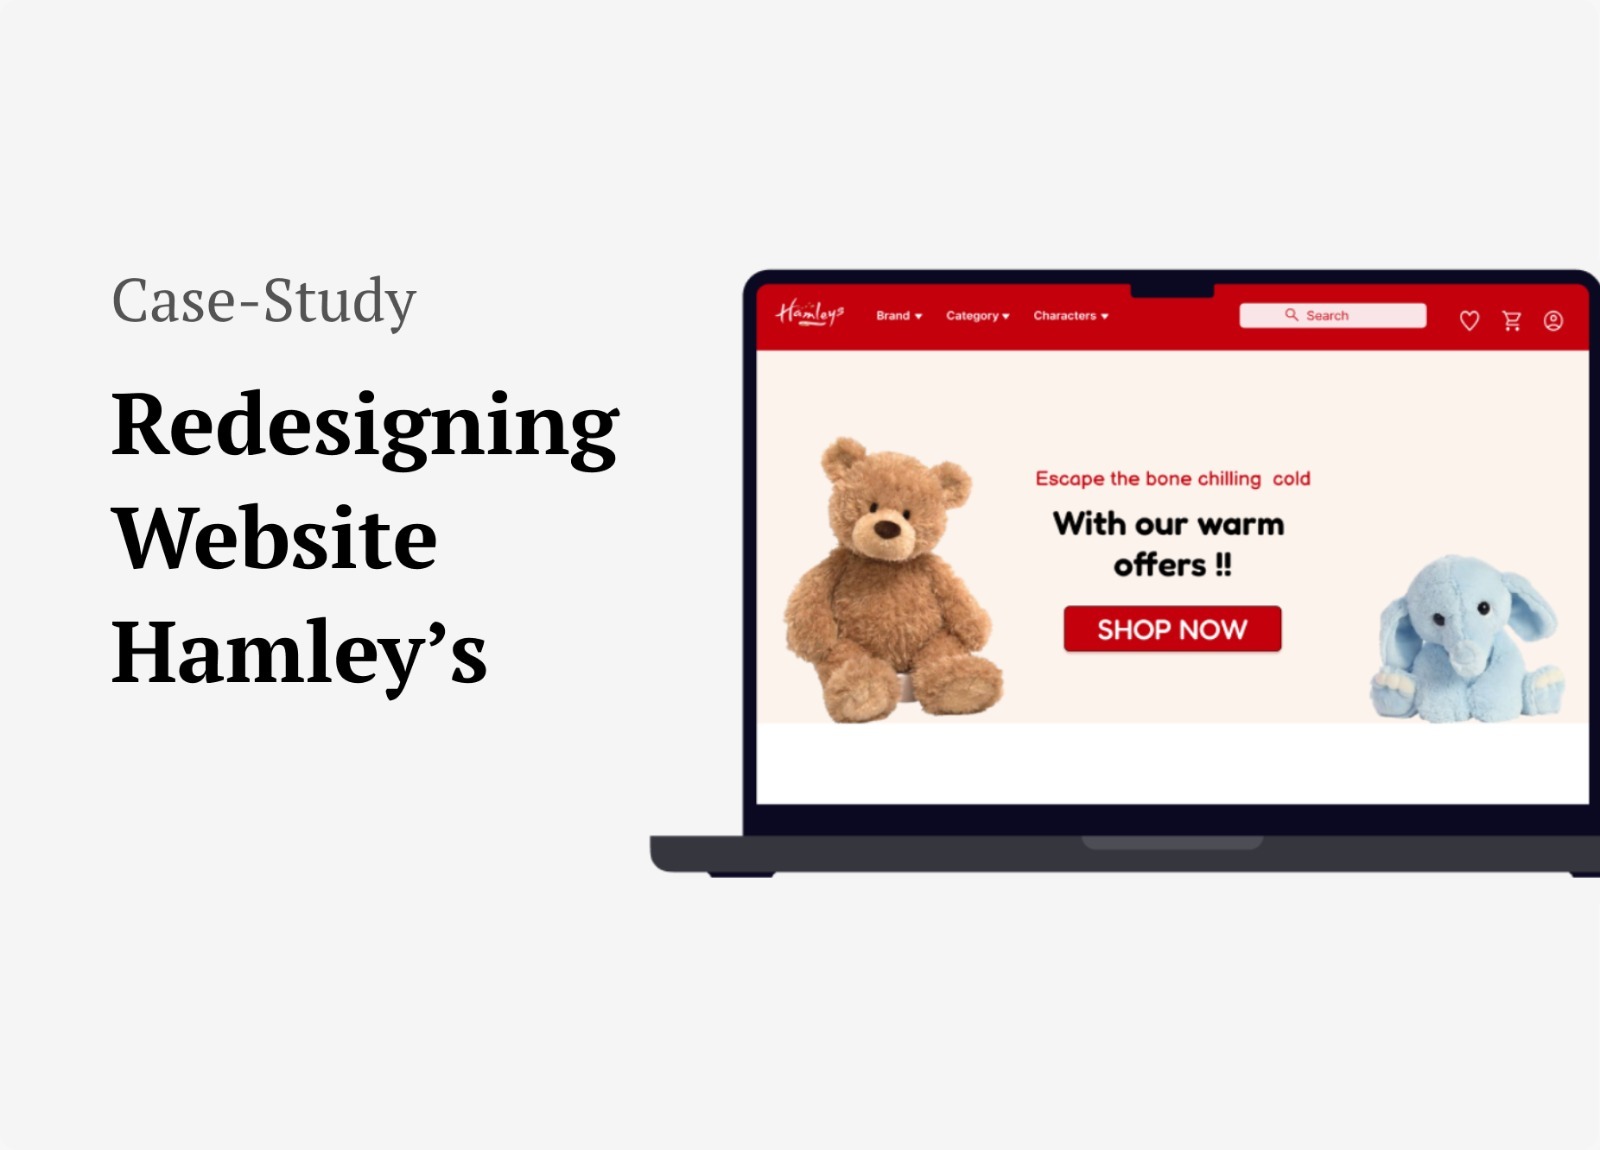 Case-Study
Redesigning
Website
Hamley’s
Hamleys
Brand
Category
Characters
Search
Escape the bone chilling cold
With our warm
offers !!
SHOP NOW